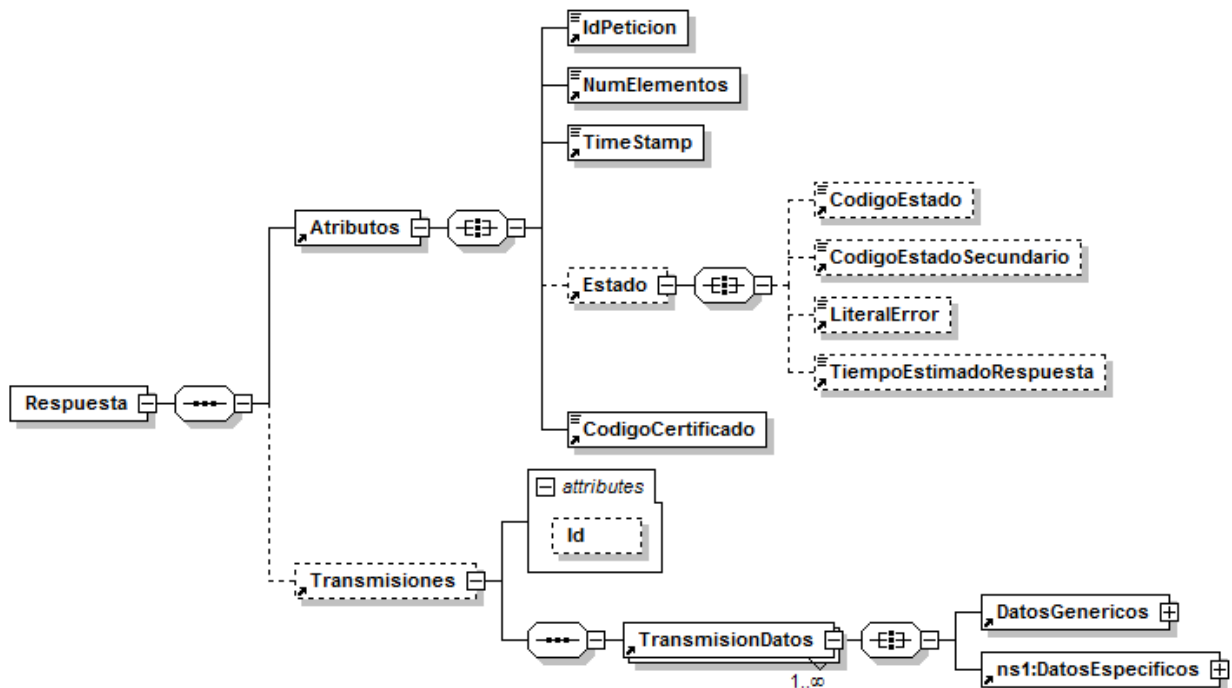 IdPeticion
NumElementos
TimeStamp
CodigoEstado
Atributos
CodigoEstadoSecundario
Estado
LiteralError
TiempoEstimadoRespuesta
Respuesta
CodigoCertificado
attributes
Id
Transmisiones
DatosGenericos
TransmisionDatos
ns1:DatosEspecificos
1..∞